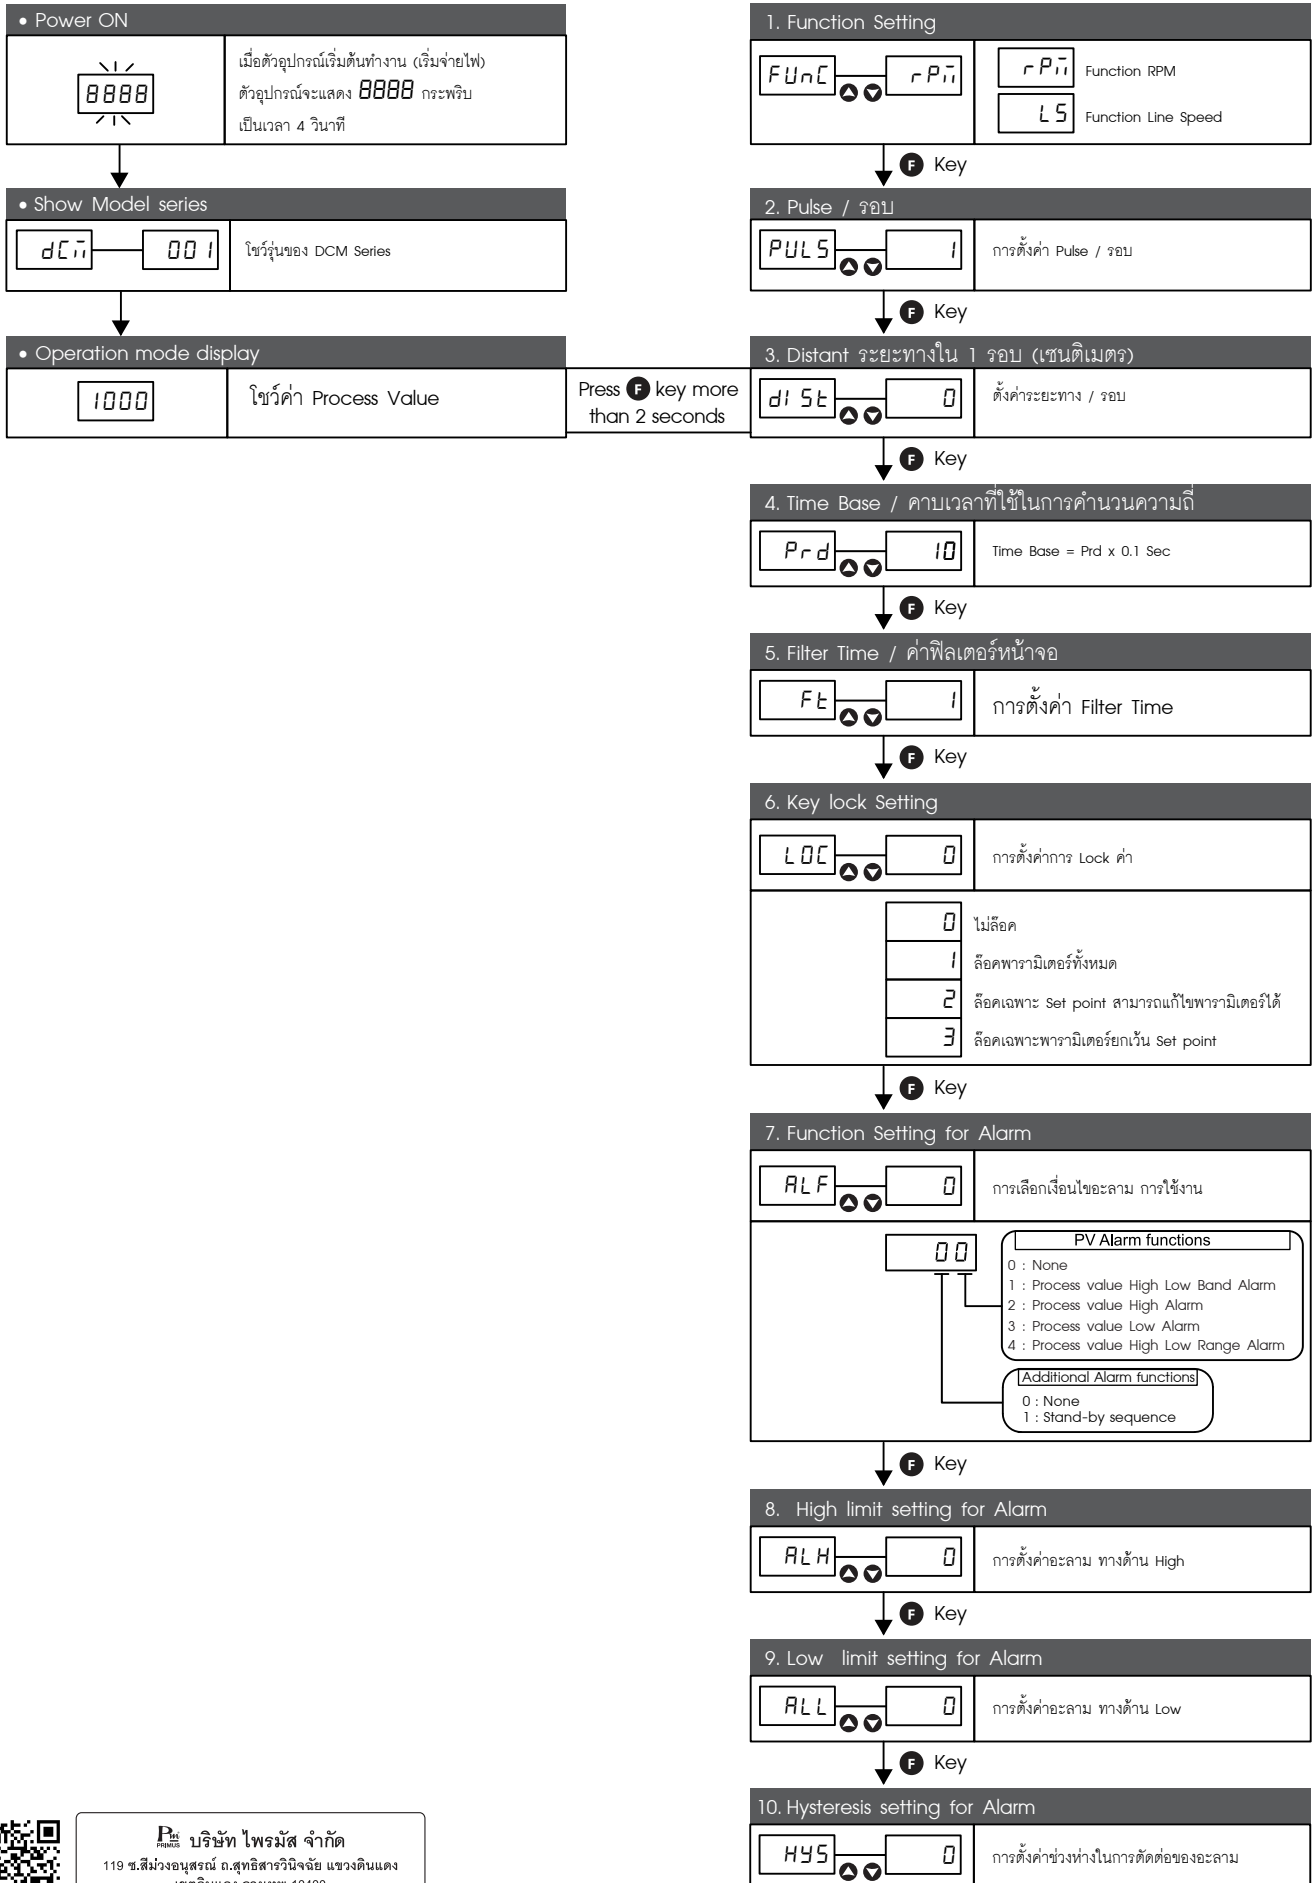 • Power ON
8888
เมื่อตัวอุปกรณ์เริ่มต้นทำงาน (เริ่มจ่ายไฟ)
ตัวอุปกรณ์จะแสดง 8888 กระพริบ
เป็นเวลา 4 วินาที
• Show Model series
dCM 001
โชว์รุ่นของ DCM Series
• Operation mode display
1000
โชว์ค่า Process Value
Press F key more
than 2 seconds
1. Function Setting
FUnC rPM
rPM Function RPM
LS Function Line Speed
F Key
2. Pulse / รอบ
PULS 1
การตั้งค่า Pulse / รอบ
F Key
3. Distant ระยะทางใน 1 รอบ (เซนติเมตร)
diSt 0
ตั้งค่าระยะทาง / รอบ
F Key
4. Time Base / คาบเวลาที่ใช้ในการคำนวนความถี่
Prd 10
Time Base = Prd x 0.1 Sec
F Key
5. Filter Time / ค่าฟิลเตอร์หน้าจอ
Ft 1
การตั้งค่า Filter Time
F Key
6. Key lock Setting
LOC 0
การตั้งค่าการ Lock ค่า
0 ไม่ล๊อค
1 ล๊อคพารามิเตอร์ทั้งหมด
2 ล๊อคเฉพาะ Set point สามารถแก้ไขพารามิเตอร์ได้
3 ล๊อคเฉพาะพารามิเตอร์ยกเว้น Set point
F Key
7. Function Setting for Alarm
ALF 0
การเลือกเงื่อนไขอะลาม การใช้งาน
00
PV Alarm functions
0 : None
1 : Process value High Low Band Alarm
2 : Process value High Alarm
3 : Process value Low Alarm
4 : Process value High Low Range Alarm
Additional Alarm functions
0 : None
1 : Stand-by sequence
F Key
8. High limit setting for Alarm
ALH 0
การตั้งค่าอะลาม ทางด้าน High
F Key
9. Low limit setting for Alarm
ALL 0
การตั้งค่าอะลาม ทางด้าน Low
F Key
10. Hysteresis setting for Alarm
HYS 0
การตั้งค่าช่วงห่างในการตัดต่อของอะลาม
PM PRIMUS บริษัท ไพรมัส จำกัด
119 ซ.สีม่วงอนุสรณ์ ถ.สุทธิสารวินิจฉัย แขวงดินแดง